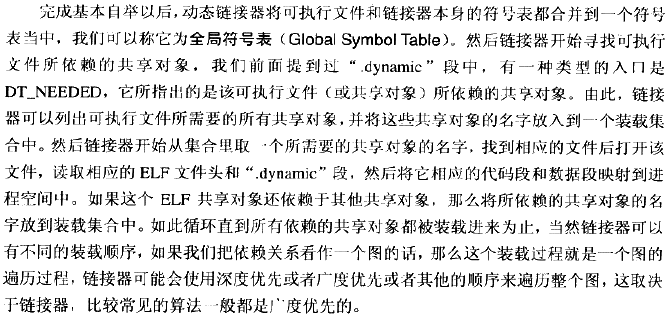 完成基本自举以后，动态链接器将可执行文件和链接器本身的符号表都合并到一个符号
表当中，我们可以称它为全局符号表（Global Symbol Table）。然后链接器开始寻找可执行
文件所依赖的共享对象，我们前面提到过“.dynamic”段中，有一种类型的入口是
DT_NEEDED，它所指出的是该可执行文件（或共享对象）所依赖的共享对象。由此，链接
器可以列出可执行文件所需要的所有共享对象，并将这些共享对象的名字放入到一个装载集
合中。然后链接器开始从集合里取一个所需要的共享对象的名字，找到相应的文件后打开该
文件，读取相应的 ELF 文件头和“.dynamic”段，然后将它相应的代码段和数据段映射到进
程空间中。如果这个 ELF 共享对象还依赖于其他共享对象，那么将所依赖的共享对象的名
字放到装载集合中。如此循环直到所有依赖的共享对象都被装载进来为止，当然链接器可以
有不同的装载顺序，如果我们把依赖关系看作一个图的话，那么这个装载过程就是一个图的
遍历过程，链接器可能会使用深度优先或者广度优先或者其他的顺序来遍历整个图，这取决
于链接器，比较常见的算法一般都是广度优先的。